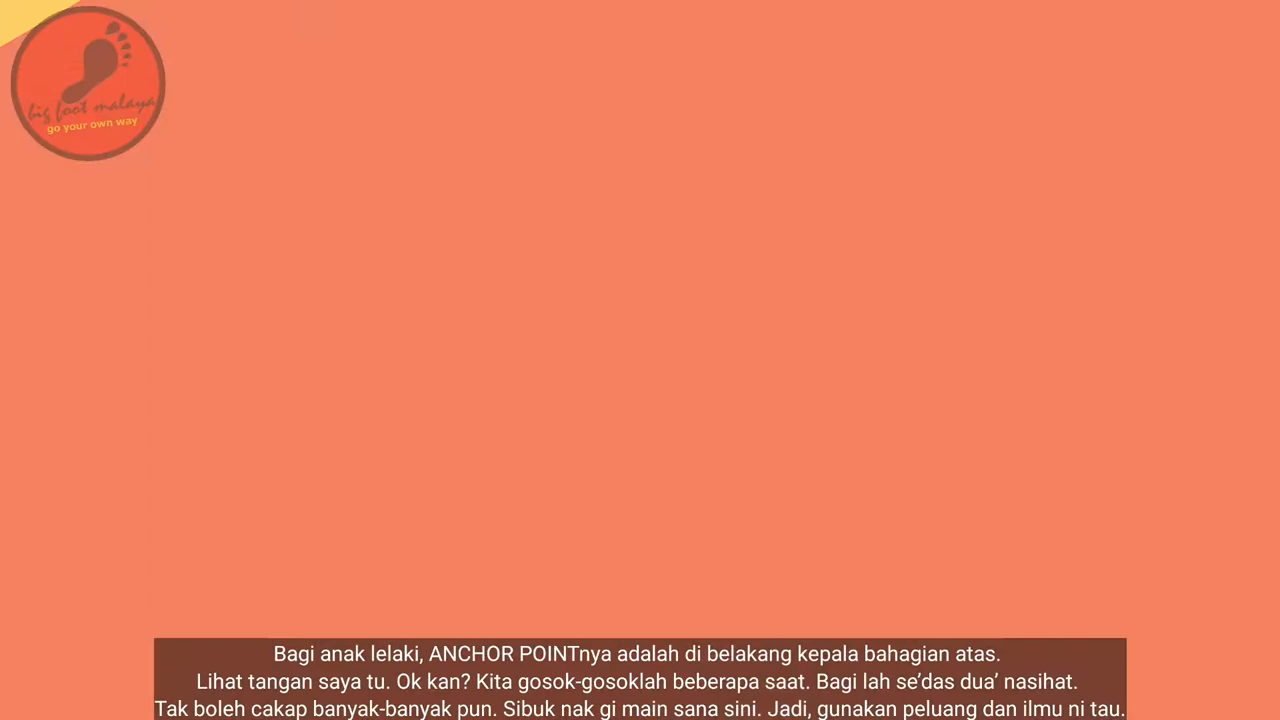 big foot malaya
go your own way
Bagi anak lelaki, ANCHOR POINTnya adalah di belakang kepala bahagian atas.
Lihat tangan saya tu. Ok kan? Kita gosok-gosoklah beberapa saat. Bagi lah se’das dua’ nasihat.
Tak boleh cakap banyak-banyak pun. Sibuk nak gi main sana sini. Jadi, gunakan peluang dan ilmu ni tau.